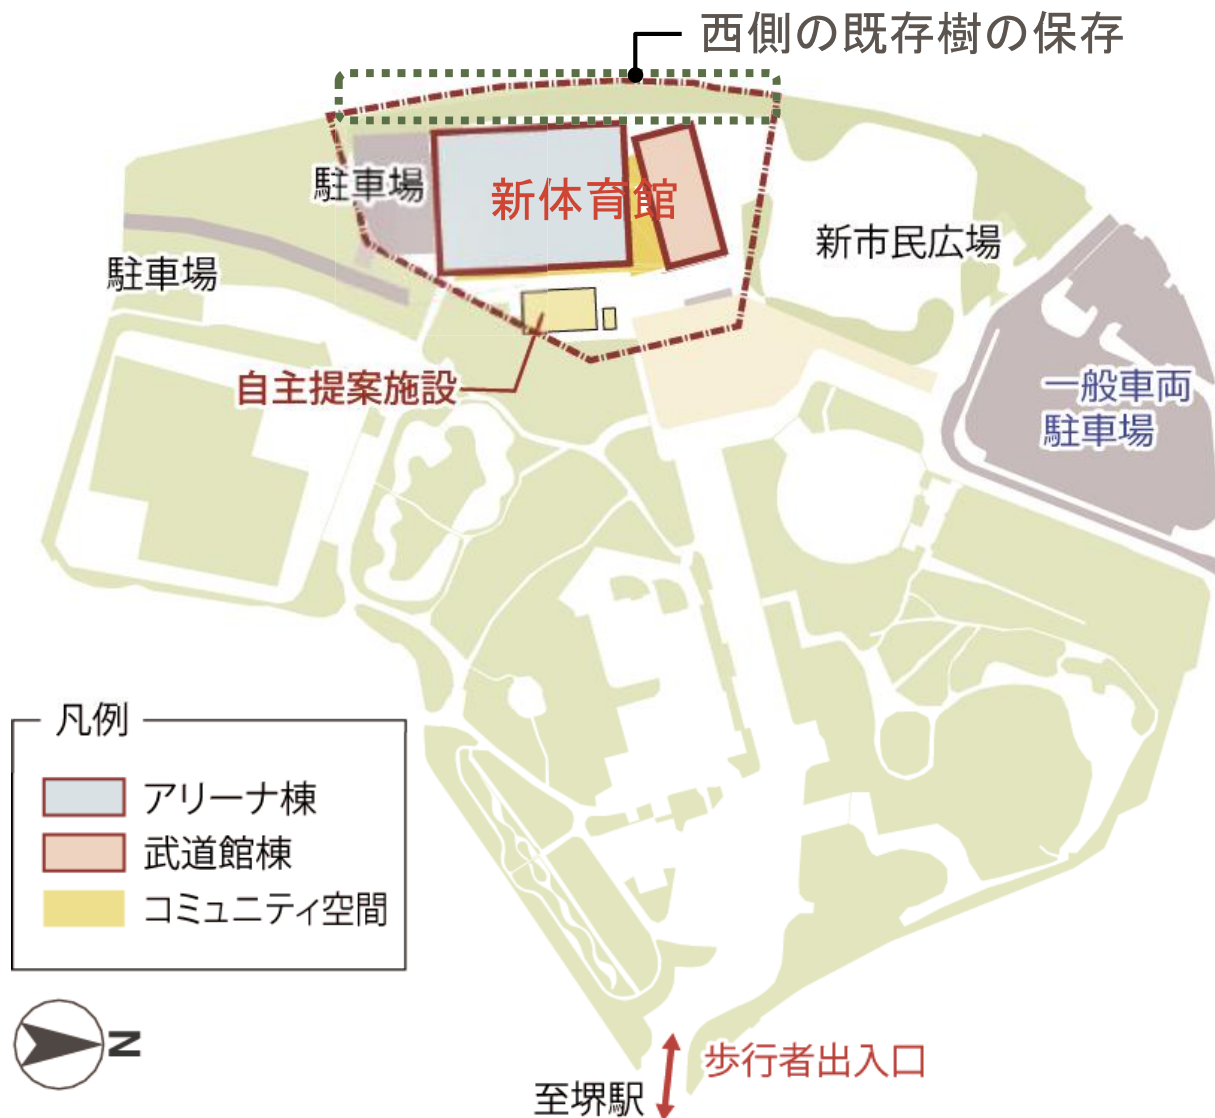 西側の既存樹の保存
駐車場
新体育館
新市民広場
駐車場
自主提案施設
一般車両
駐車場
凡例
アリーナ棟
武道館棟
コミュニティ空間
N
歩行者出入口
至堺駅